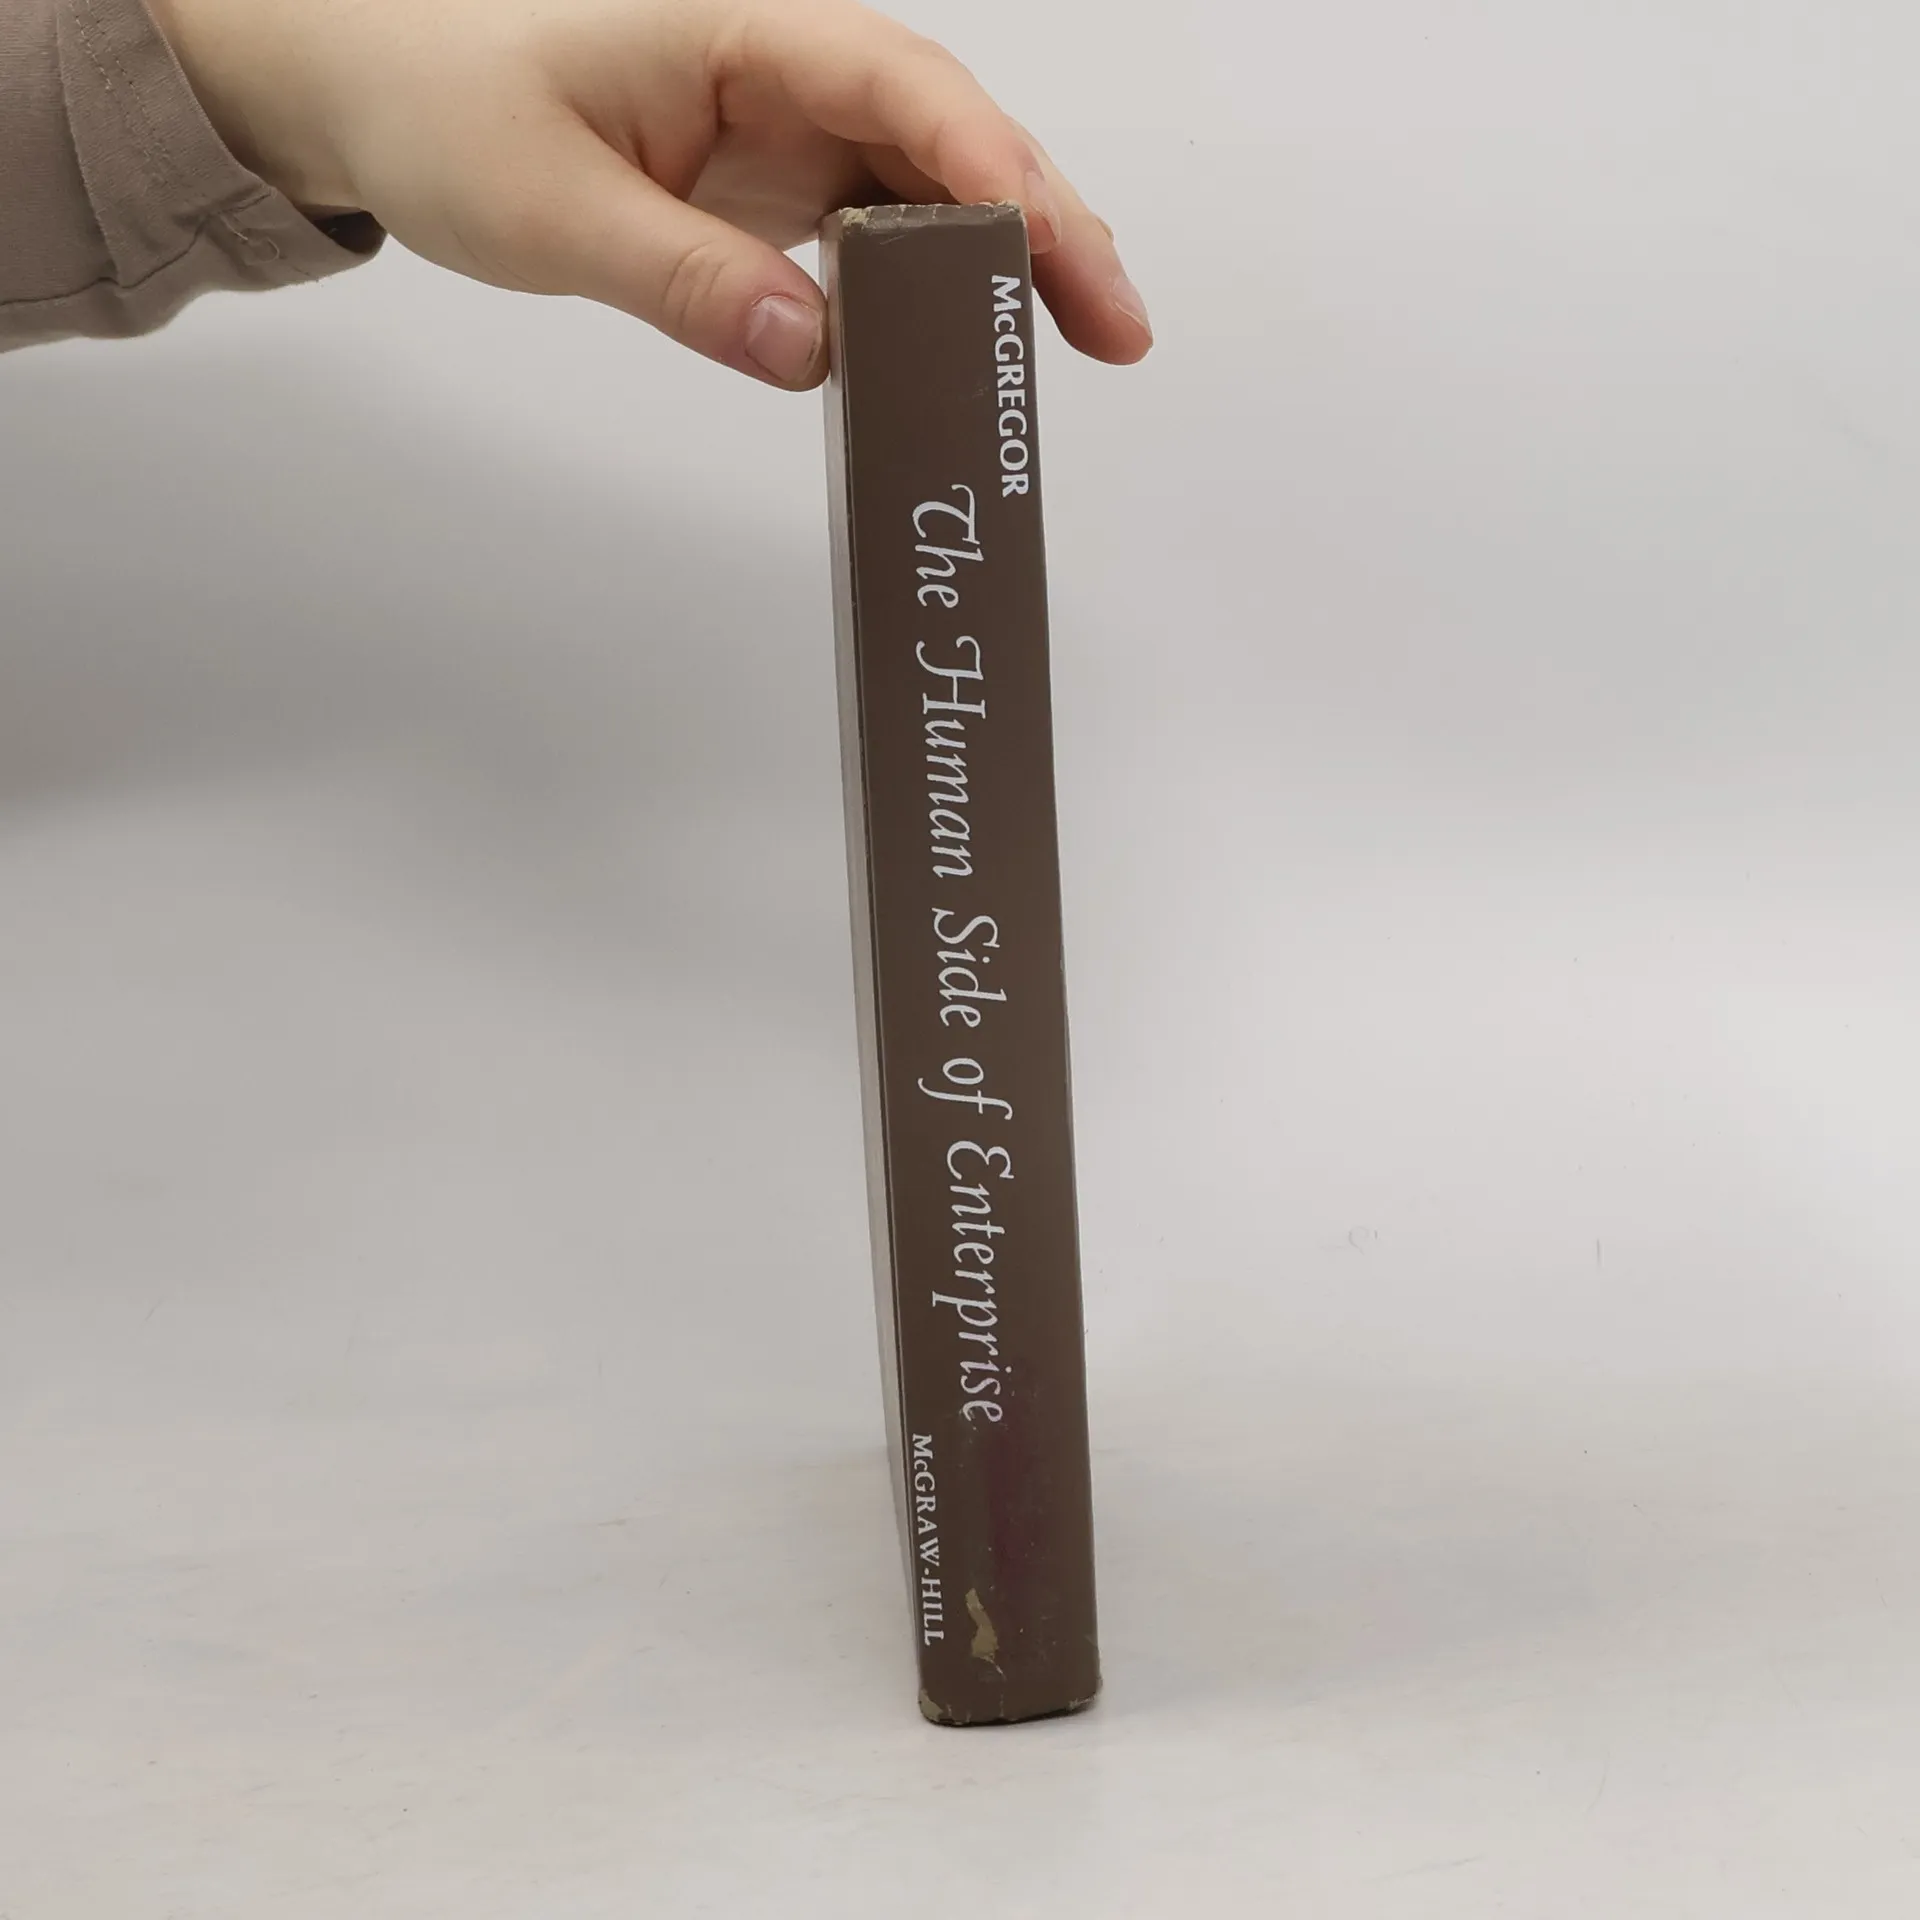 McGREGOR
The Human Side of Enterprise
McGRAW-HILL